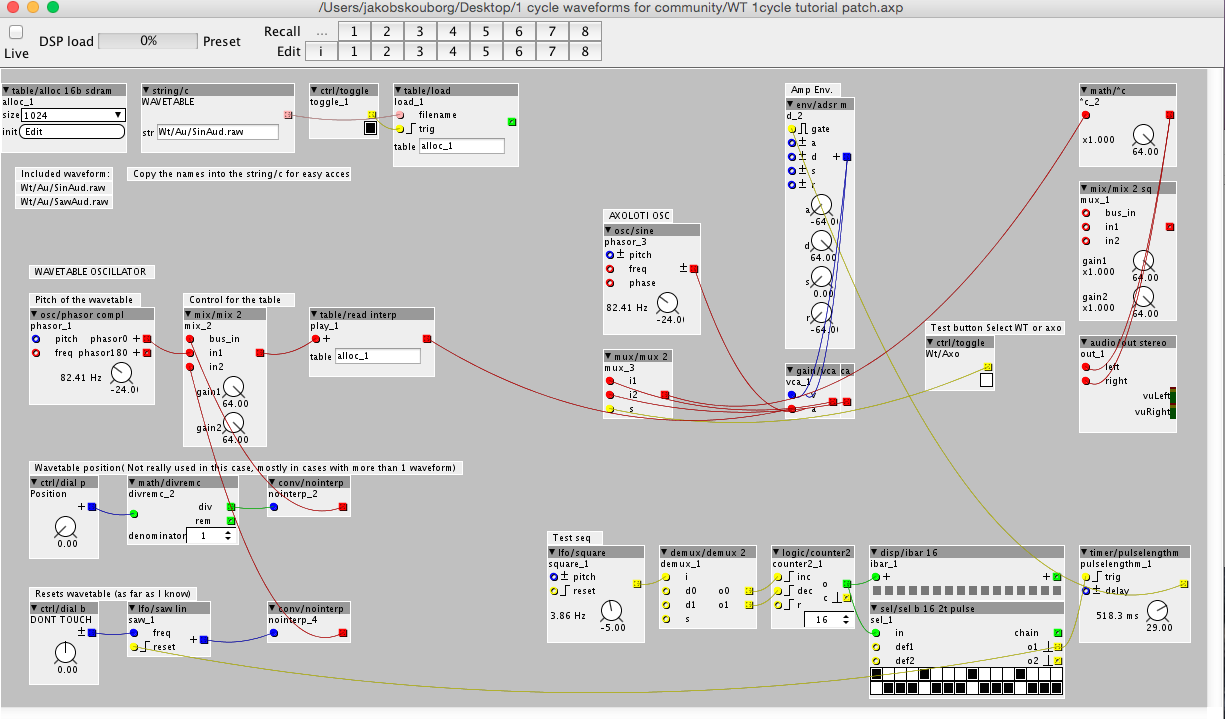 /Users/jakobskouborg/Desktop/1 cycle waveforms for community/WT 1cycle tutorial patch.axp
Live
DSP load
0%
Preset
Recall ... 1 2 3 4 5 6 7 8
Edit i 1 2 3 4 5 6 7 8
table/alloc 16b sdram
alloc_1
size 1024
init Edit
string/c
WAVETABLE
str Wt/Au/SinAud.raw
ctrl/toggle
toggle_1
table/load
load_1
filename
trig
table alloc_1
Included waveform:
Wt/Au/SinAud.raw
Wt/Au/SawAud.raw
Copy the names into the string/c for easy acces
Amp Env.
env/adsr m
d_2
gate
a
d +
s
r
a
-64.0
d
64.00
s
0.00
r
-64.0
math/^c
^c_2
x1.000
64.00
mix/mix 2 sq
mux_1
bus_in
in1
in2
gain1
x1.000
64.00
gain2
x1.000
64.00
audio/out stereo
out_1
left
right
vuLeft
vuRight
AXOLOTI OSC
osc/sine
phasor_3
± pitch
freq ±
phase
82.41 Hz
-24.0
mux/mux 2
mux_3
i1
i2
s
gain/vca
vca_1
v
a
Test button Select WT or axo
ctrl/toggle
Wt/Axo
WAVETABLE OSCILLATOR
Pitch of the wavetable
osc/phasor compl
phasor_1
pitch phasor0 +
freq phasor180 +
82.41 Hz
-24.0
Control for the table
mix/mix 2
mix_2
bus_in
in1
in2
gain1
64.00
gain2
64.00
table/read interp
play_1
+
table alloc_1
Wavetable position( Not really used in this case, mostly in cases with more than 1 waveform)
ctrl/dial p
Position
+
0.00
math/divremc
divremc_2
div
rem
denominator 1
conv/nointerp
nointerp_2
Resets wavetable (as far as I know)
ctrl/dial b
DONT TOUCH
±
0.00
lfo/saw lin
saw_1
freq +
reset
conv/nointerp
nointerp_4
Test seq
lfo/square
square_1
± pitch
reset
3.86 Hz
-5.00
demux/demux 2
demux_1
i
d0 o0
d1 o1
s
logic/counter2
counter2_1
inc o
dec c
r
16
disp/ibar 16
ibar_1
+ +
sel/sel b 16 2t pulse
sel_1
in chain
def1 o1
def2 o2
timer/pulselengthm
pulselengthm_1
trig
± delay
518.3 ms
29.00